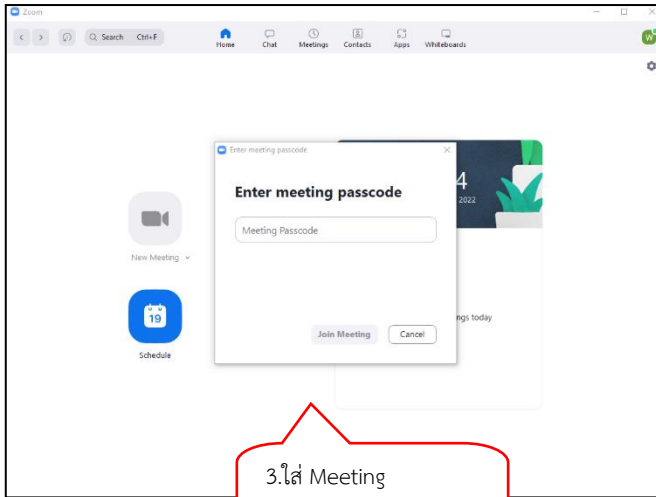 Zoom
Search Ctrl+F
Home Chat Meetings Contacts Apps Whiteboards
W
Enter meeting passcode
Enter meeting passcode
4
2022
Meeting Passcode
New Meeting
ngs today
19
Join Meeting Cancel
Schedule
3.ใส่ Meeting